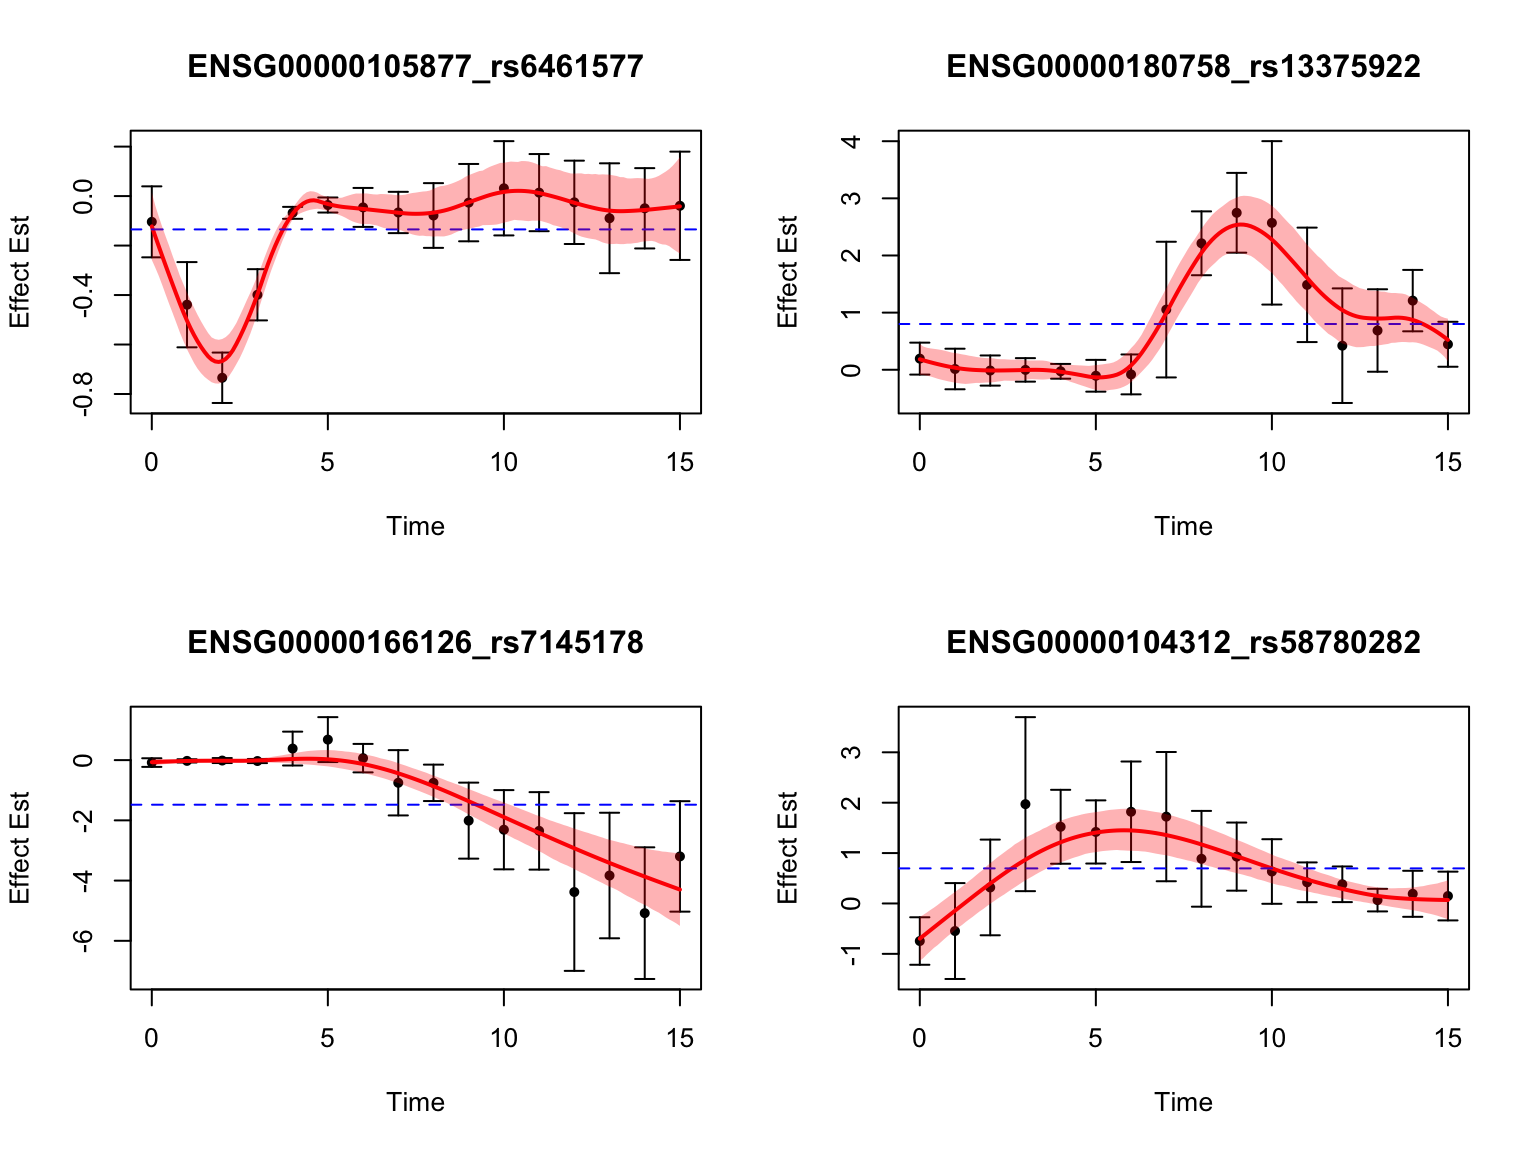 ENSG00000105877_rs6461577
Effect Est
0.0
-0.4
-0.8
0 5 10 15
Time
ENSG00000180758_rs13375922
Effect Est
4
3
2
1
0
0 5 10 15
Time
ENSG00000166126_rs7145178
Effect Est
0
-2
-4
-6
0 5 10 15
Time
ENSG00000104312_rs58780282
Effect Est
3
2
1
0
-1
0 5 10 15
Time